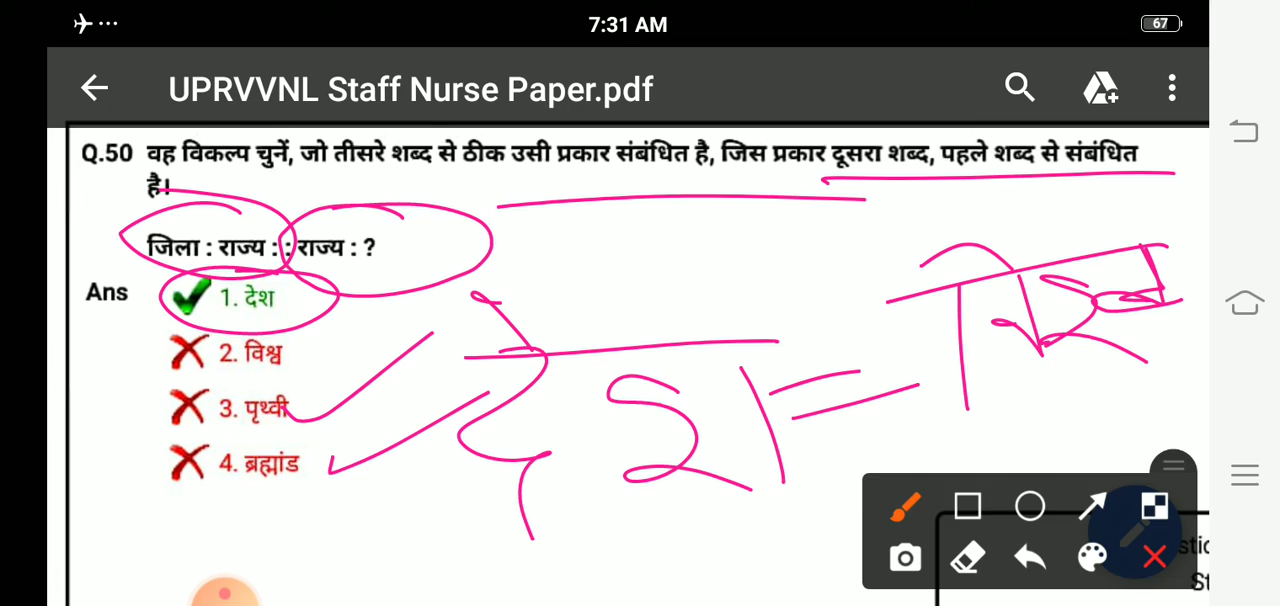 7:31 AM
67
UPRVVNL Staff Nurse Paper.pdf
Q.50 वह विकल्प चुनें, जो तीसरे शब्द से ठीक उसी प्रकार संबंधित है, जिस प्रकार दूसरा शब्द, पहले शब्द से संबंधित
है।
जिला : राज्य : : राज्य : ?
Ans
1. देश
2. विश्व
3. पृथ्वी
4. ब्रह्मांड
देश =